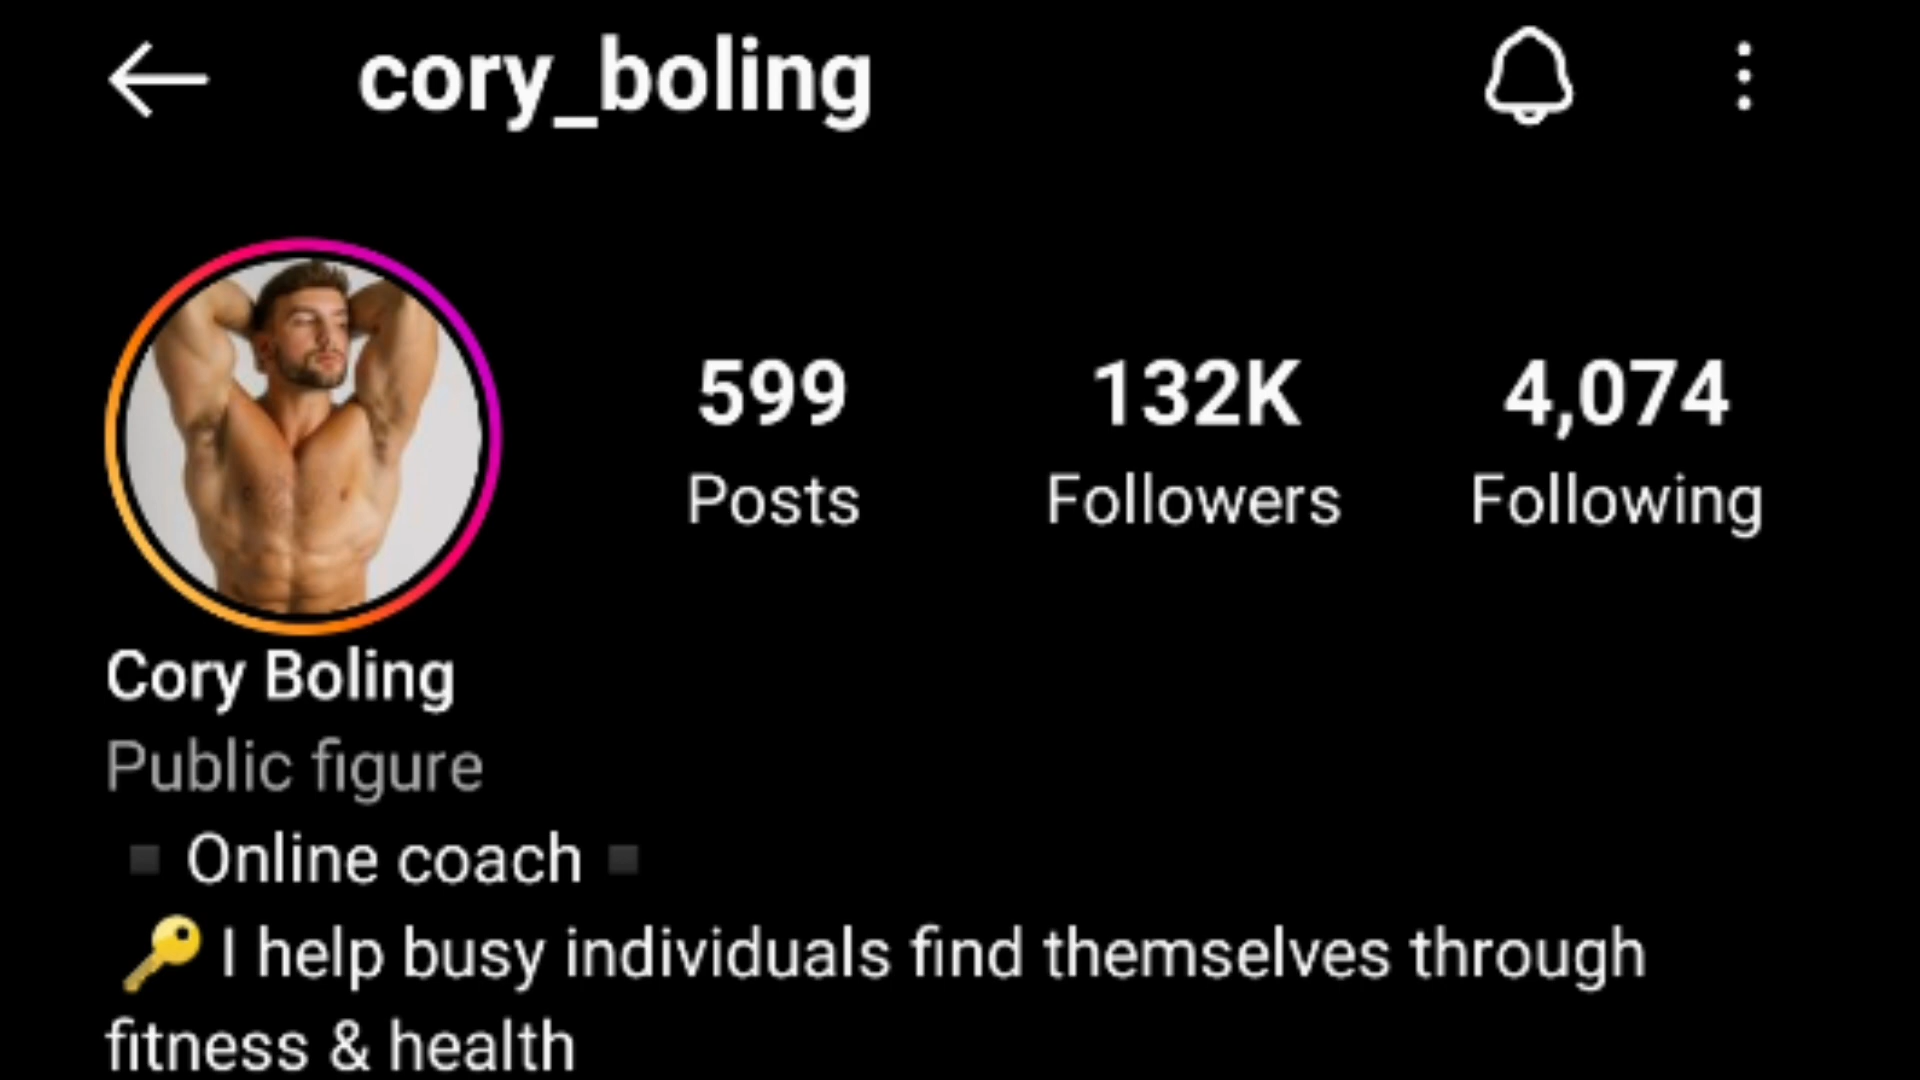 cory_boling
599 132K 4,074
Posts Followers Following
Cory Boling
Public figure
▪️ Online coach ▪️
🔑 I help busy individuals find themselves through
fitness & health